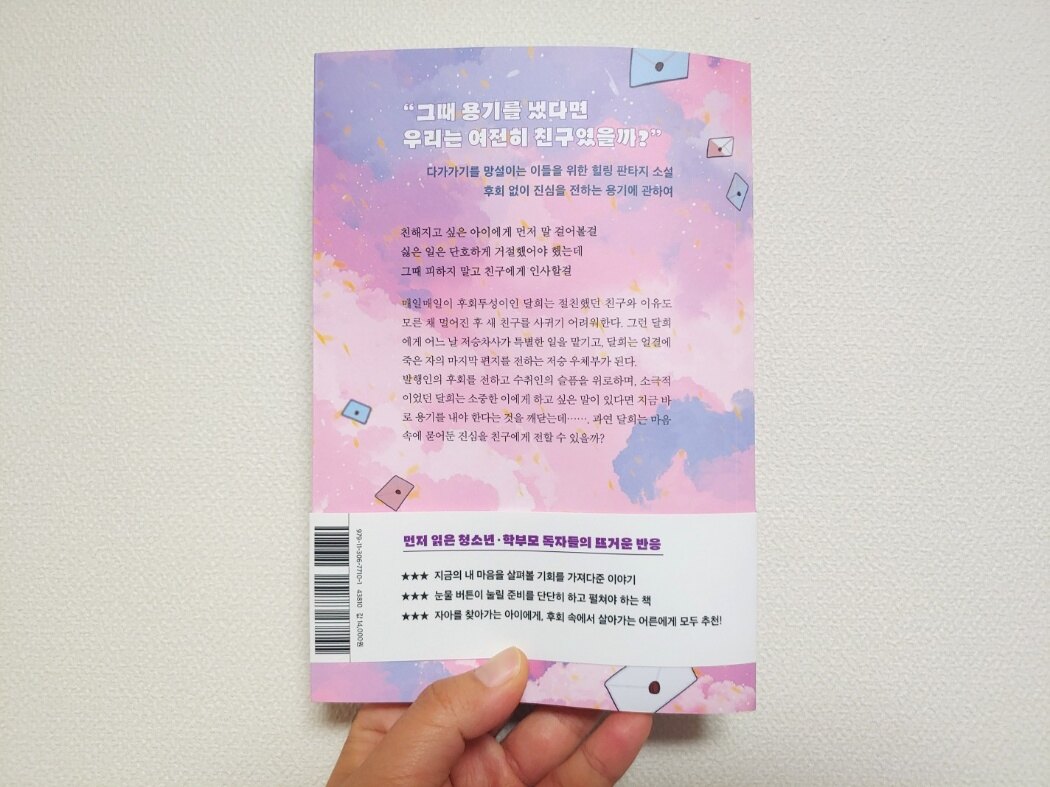 “그때 용기를 냈다면
우리는 여전히 친구였을까?”
다가가기를 망설이는 이들을 위한 힐링 판타지 소설
후회 없이 진심을 전하는 용기에 관하여
친해지고 싶은 아이에게 먼저 말 걸어볼걸
싫은 일은 단호하게 거절했어야 했는데
그때 피하지 말고 친구에게 인사할걸
매일매일이 후회투성이인 달희는 절친했던 친구와 이유도
모른 채 멀어진 후 새 친구를 사귀기 어려워한다. 그런 달희
에게 어느 날 저승차사가 특별한 일을 맡기고, 달희는 얼결에
죽은 자의 마지막 편지를 전하는 저승 우체부가 된다.
발행인의 후회를 전하고 수취인의 슬픔을 위로하며, 소극적
이었던 달희는 소중한 이에게 하고 싶은 말이 있다면 지금 바
로 용기를 내야 한다는 것을 깨닫는데……. 과연 달희는 마음
속에 묻어둔 진심을 친구에게 전할 수 있을까?
먼저 읽은 청소년·학부모 독자들의 뜨거운 반응
★★★ 지금의 내 마음을 살펴볼 기회를 가져다준 이야기
★★★ 눈물 버튼이 눌릴 준비를 단단히 하고 펼쳐야 하는 책
★★★ 자아를 찾아가는 아이에게, 후회 속에서 살아가는 어른에게 모두 추천!
979-11-306-7710-1 43810 값 14,000원